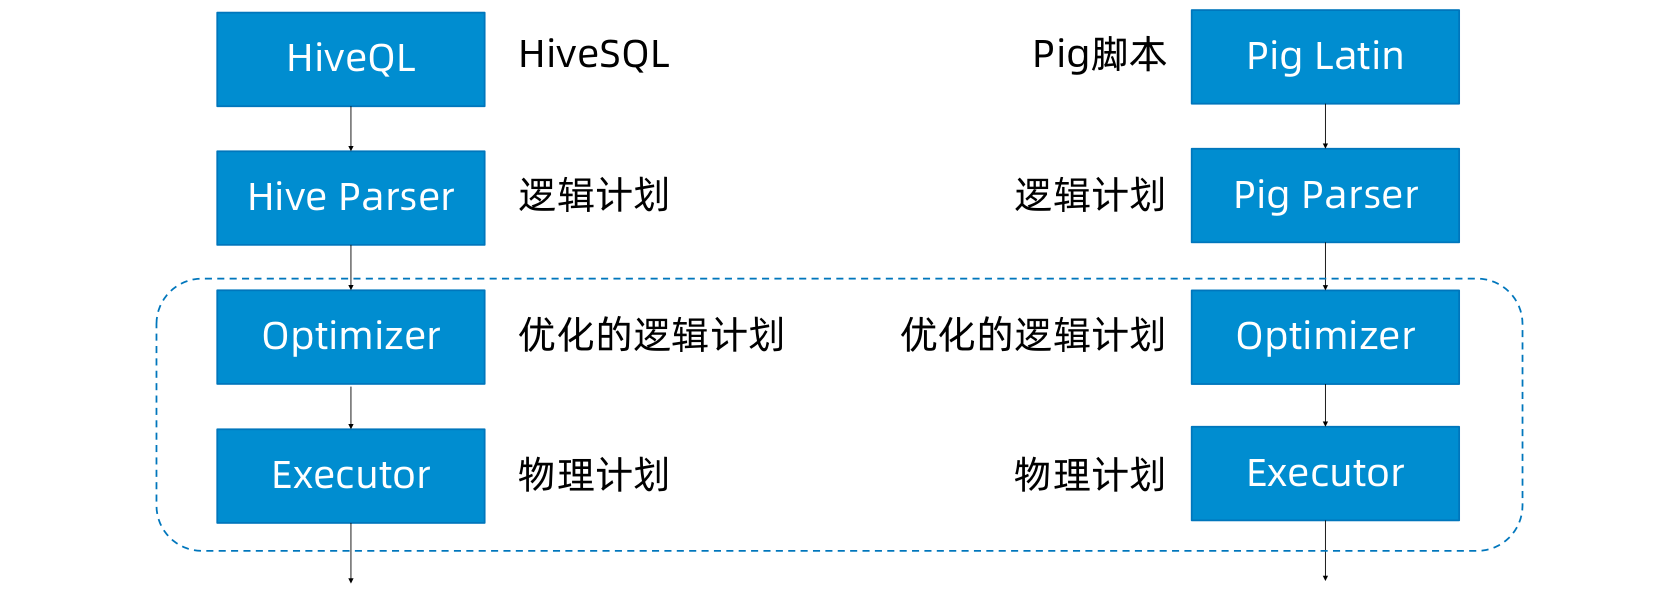 HiveQL
HiveSQL
Pig脚本
Pig Latin
Hive Parser
逻辑计划
逻辑计划
Pig Parser
Optimizer
优化的逻辑计划
优化的逻辑计划
Optimizer
Executor
物理计划
物理计划
Executor